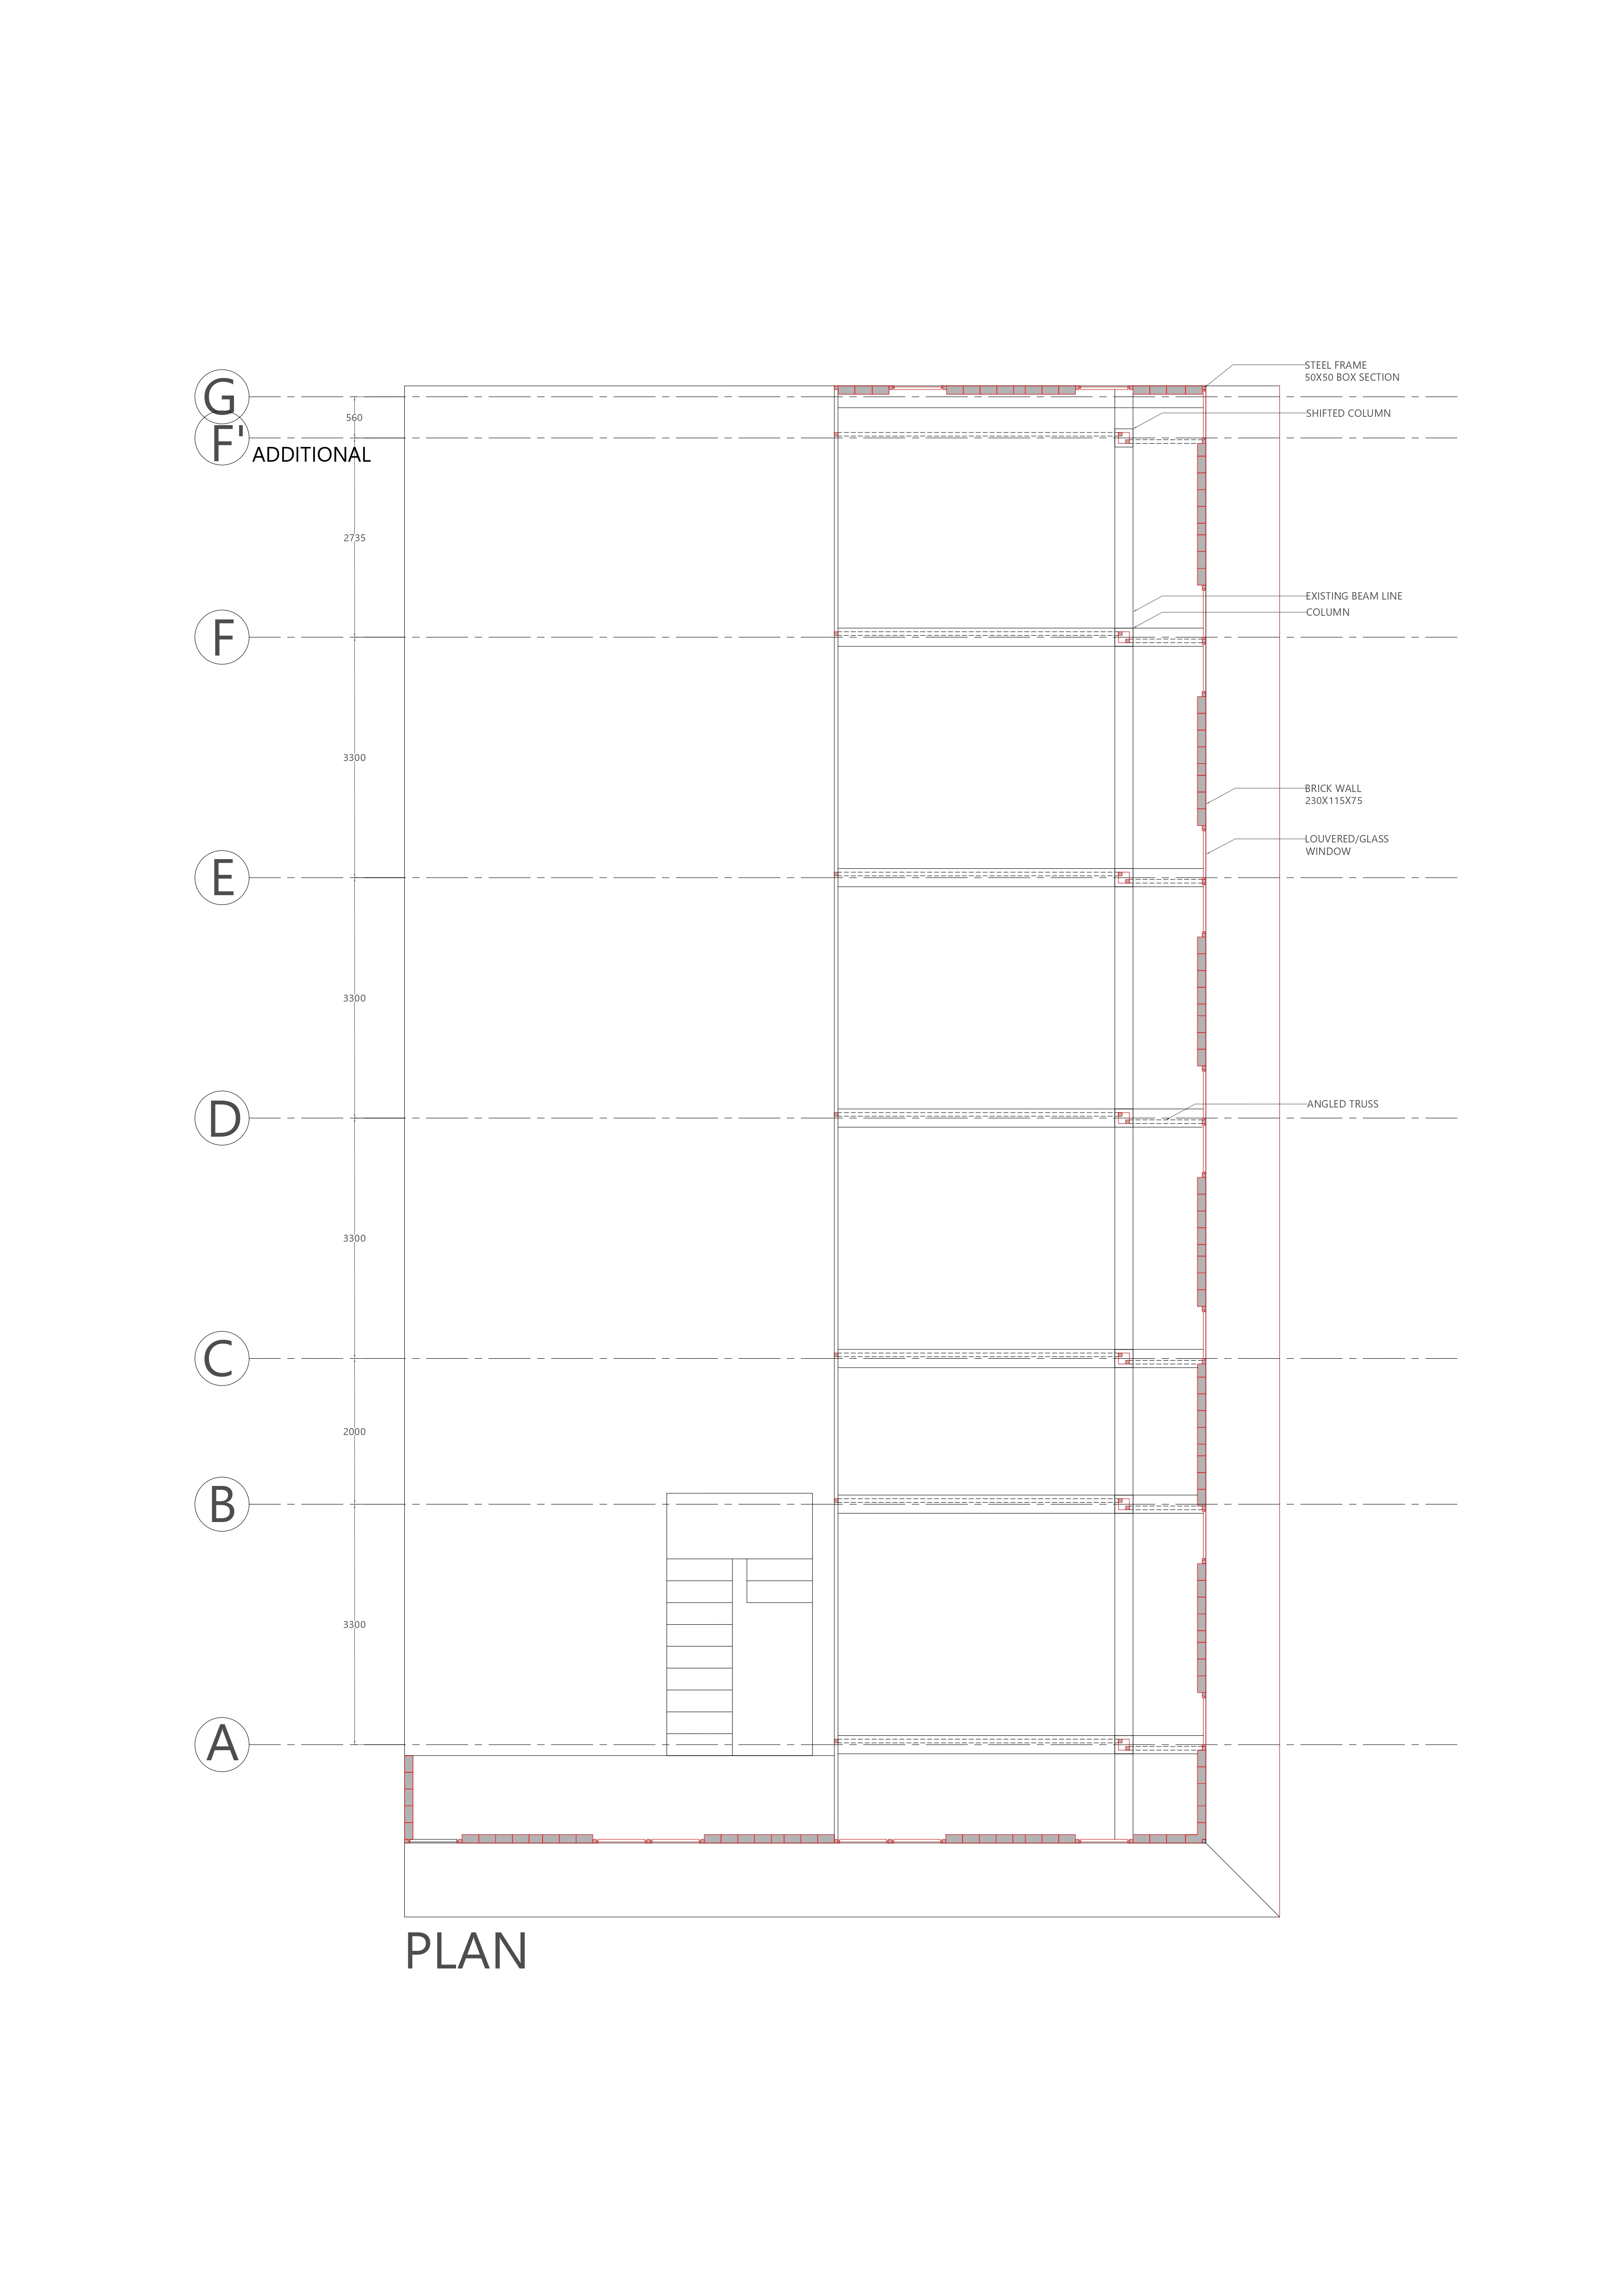 STEEL FRAME
50X50 BOX SECTION
G
560
SHIFTED COLUMN
F'
ADDITIONAL
2735
EXISTING BEAM LINE
COLUMN
F
3300
BRICK WALL
230X115X75
LOUVERED/GLASS
WINDOW
E
3300
ANGLED TRUSS
D
3300
C
2000
B
3300
A
PLAN